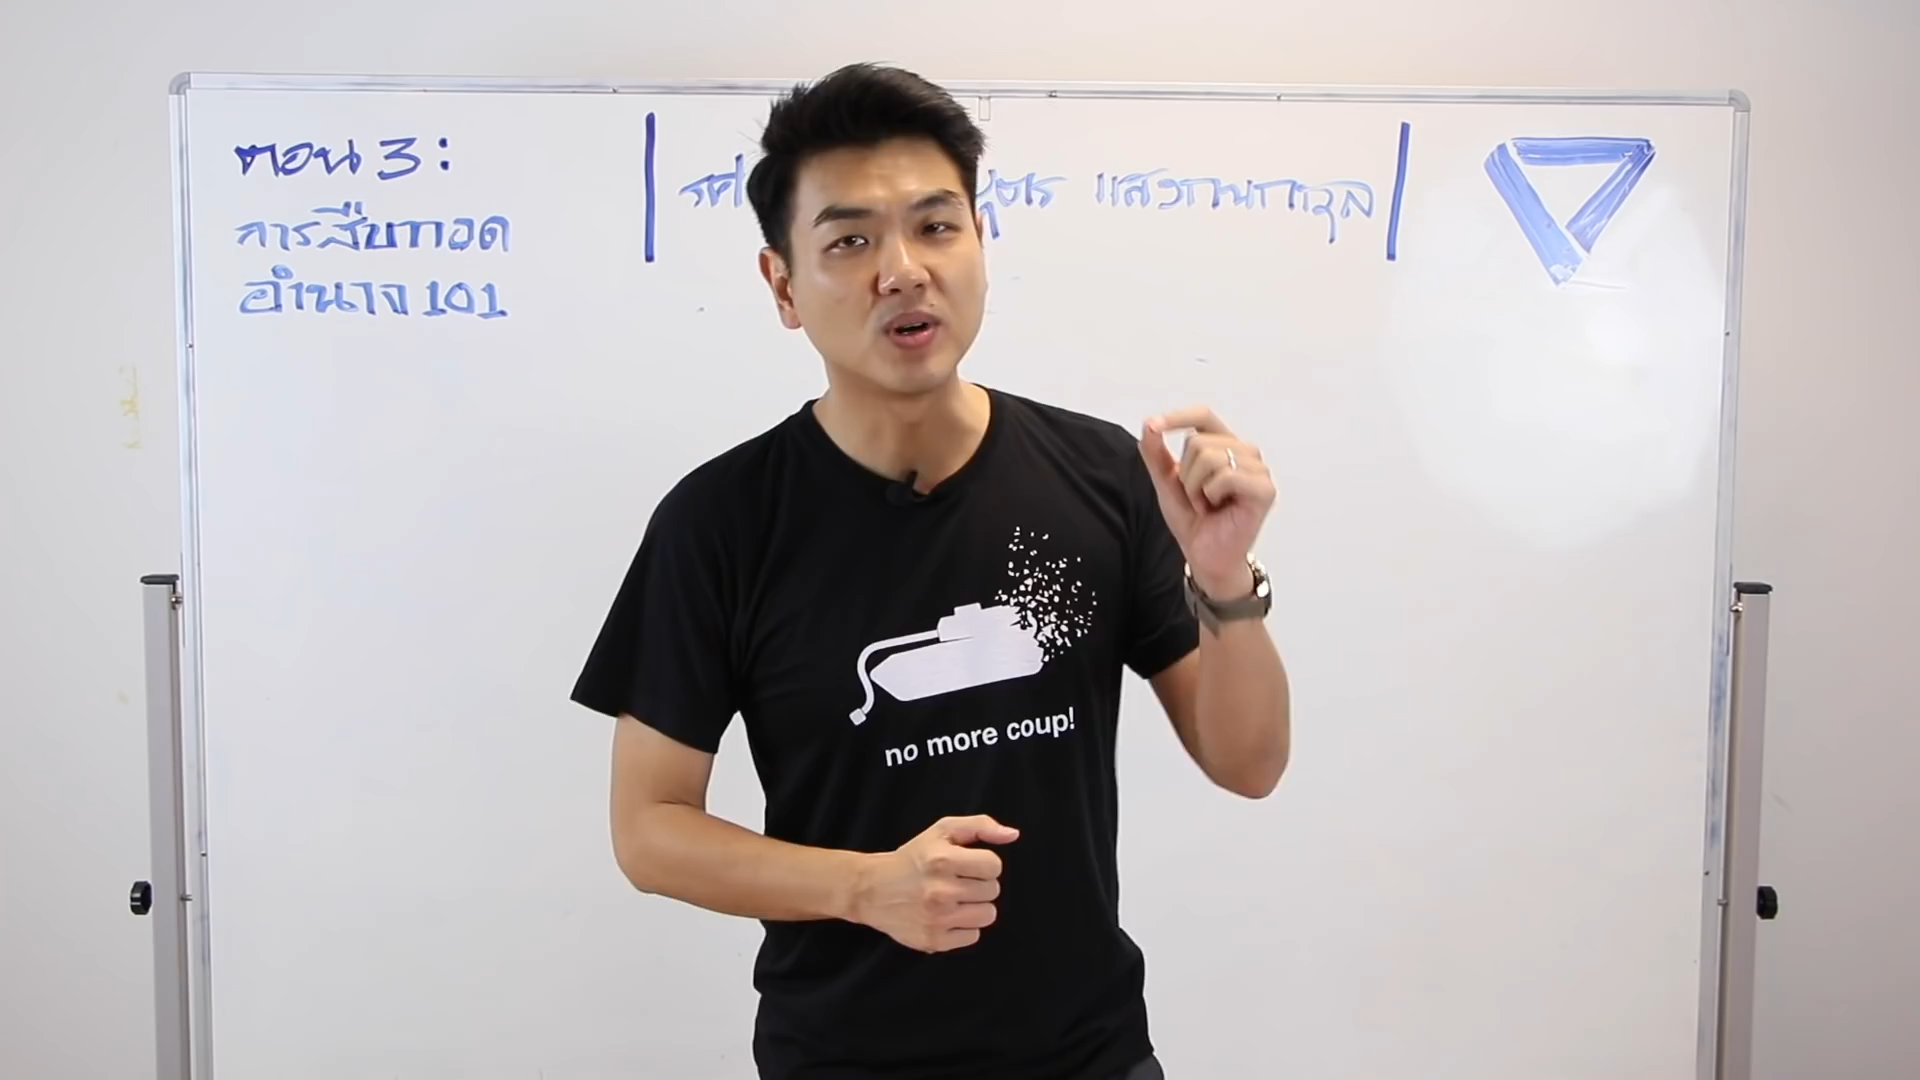 ตอน 3:
การสืบทอด
อำนาจ 101
แสวกนกกุล
no more coup!